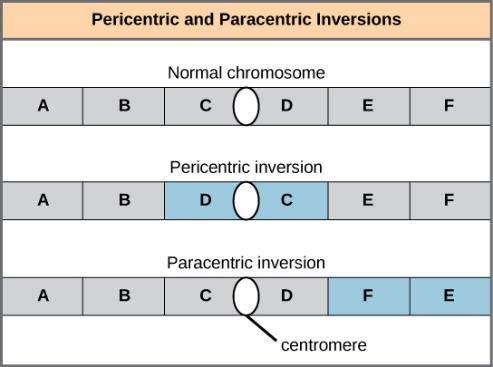 Pericentric and Paracentric Inversions
Normal chromosome
A B C D E F
Pericentric inversion
A B D C E F
Paracentric inversion
A B C D F E
centromere